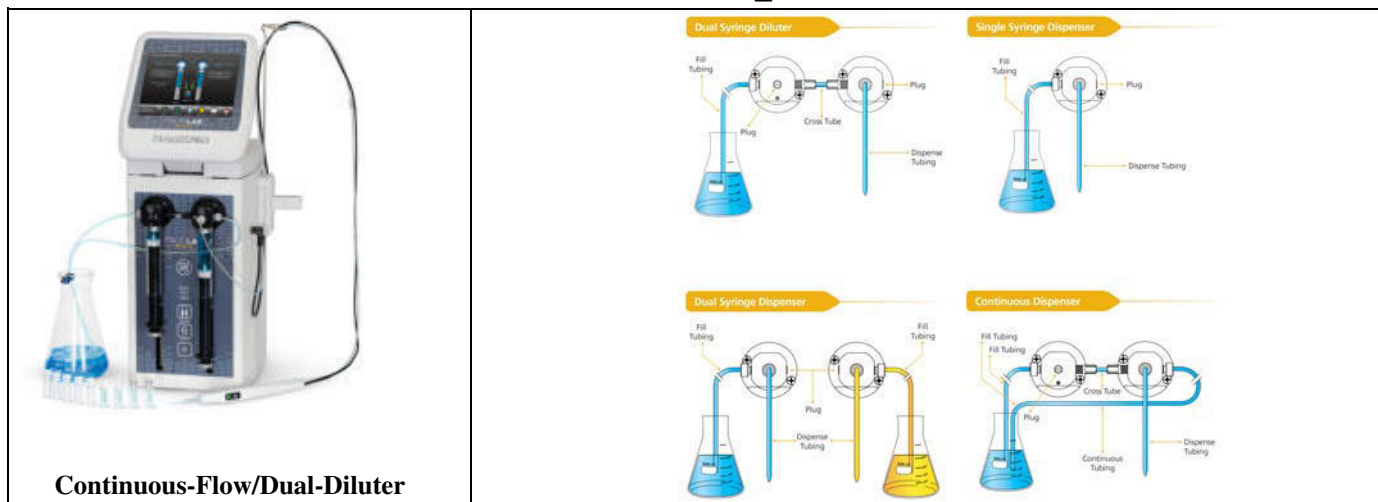 Continuous-Flow/Dual-Diluter
Dual Syringe Diluter
Fill
Tubing
Plug
Cross Tube
Plug
Dispense
Tubing
Single Syringe Dispenser
Fill
Tubing
Plug
Dispense Tubing
Dual Syringe Dispenser
Fill
Tubing
Fill
Tubing
Plug
Dispense
Tubing
Continuous Dispenser
Fill Tubing
Fill Tubing
Cross Tube
Plug
Continuous
Tubing
Dispense
Tubing